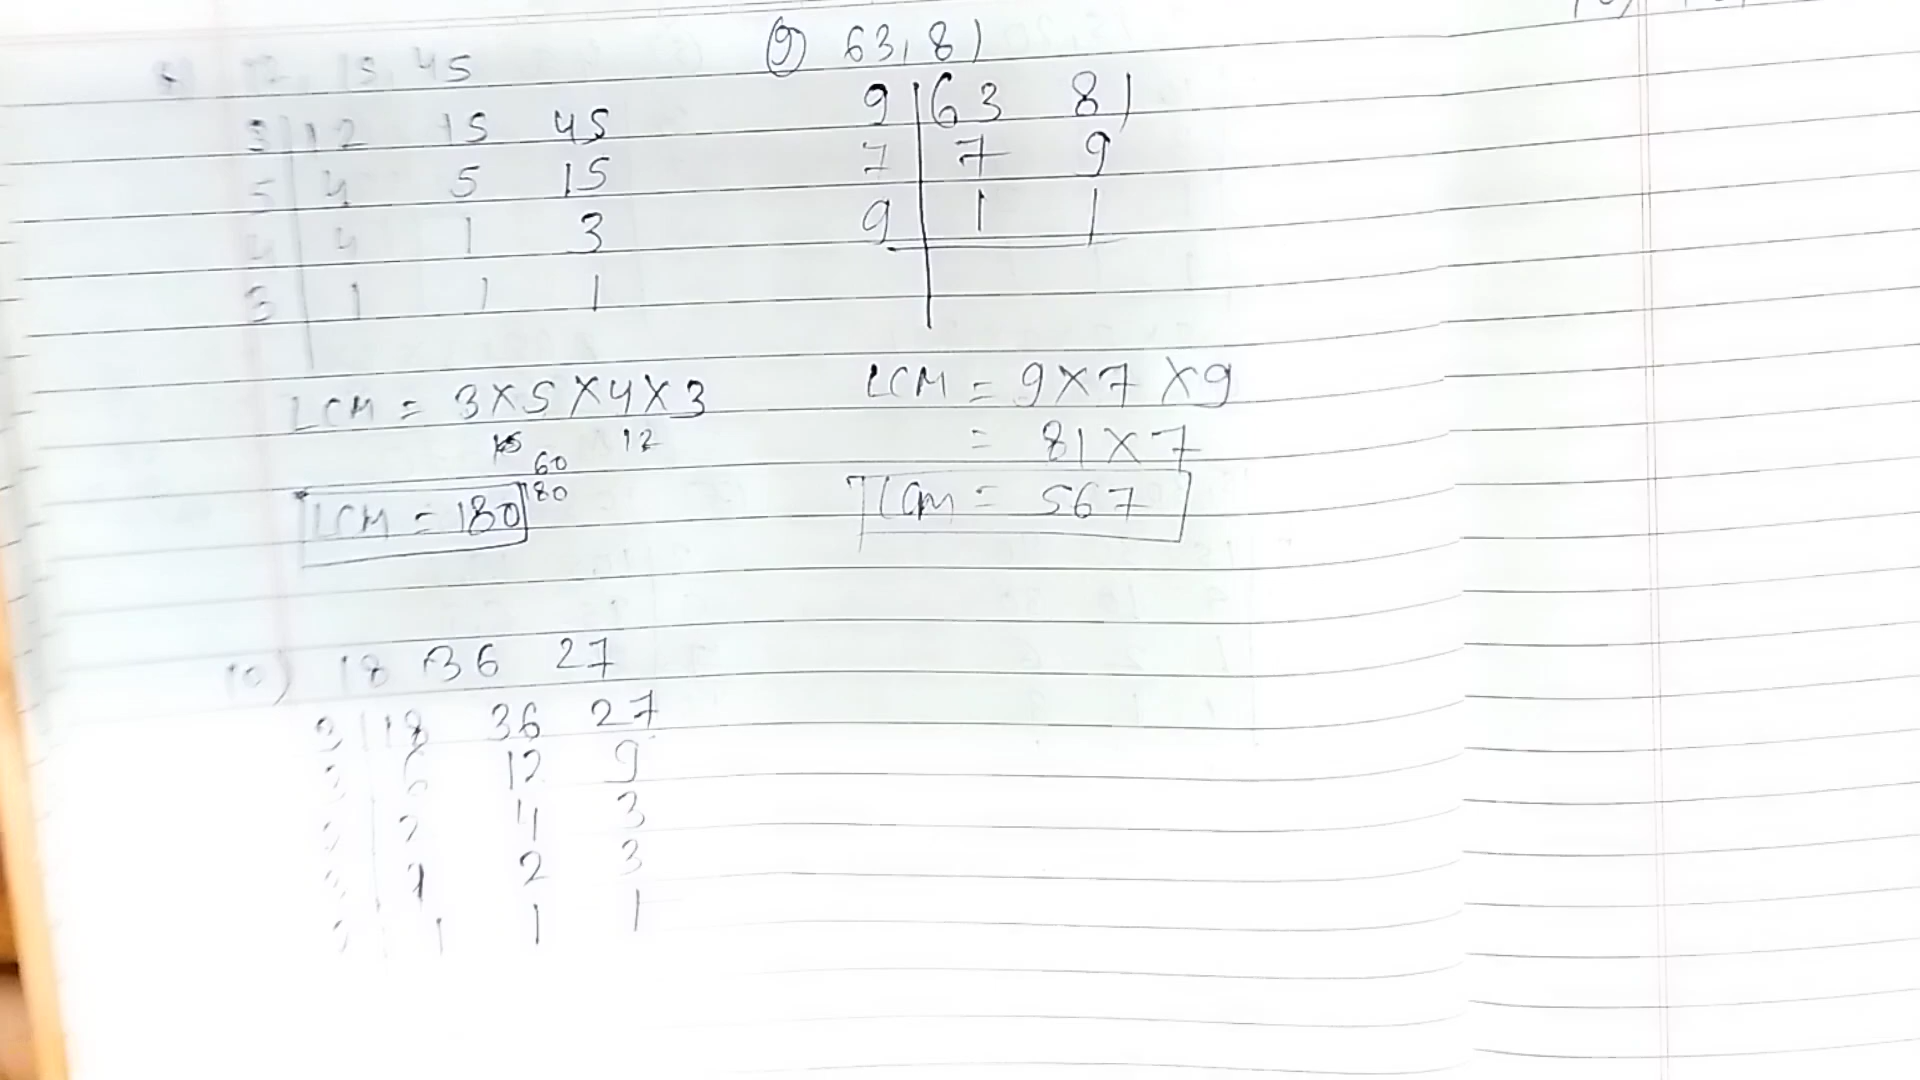 12, 15, 45
3 | 12 15 45
5 | 4 5 15
4 | 4 1 3
3 | 1 1 1
LCM = 3×5×4×3
15 12
60
180
LCM = 180
9) 63, 81
9 | 63 81
7 | 7 9
9 | 1 1
LCM = 9×7×9
= 81×7
LCM = 567
10) 18 36 27
3 | 18 36 27
3 | 6 12 9
2 4 3
1 2 3
1 1 1